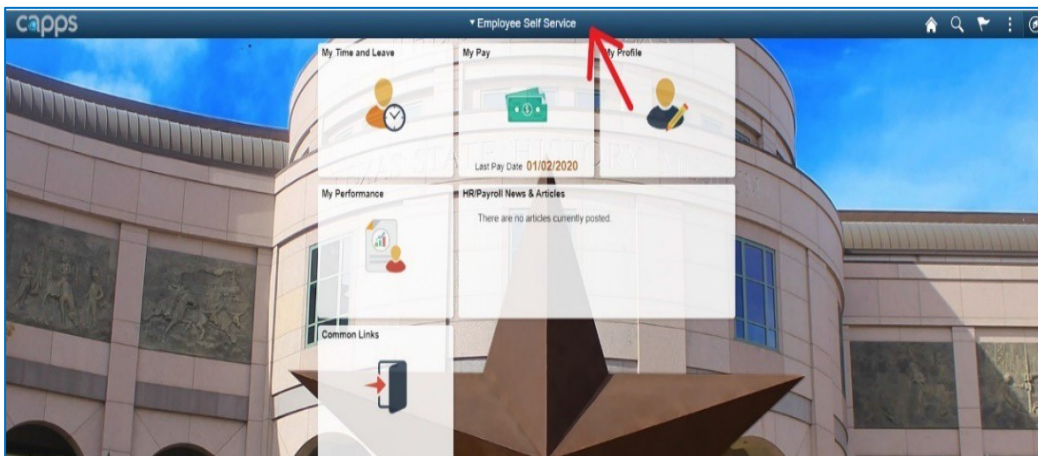 capps
▾ Employee Self Service
My Time and Leave
My Pay
My Profile
Last Pay Date 01/02/2020
My Performance
HR/Payroll News & Articles
There are no articles currently posted.
Common Links